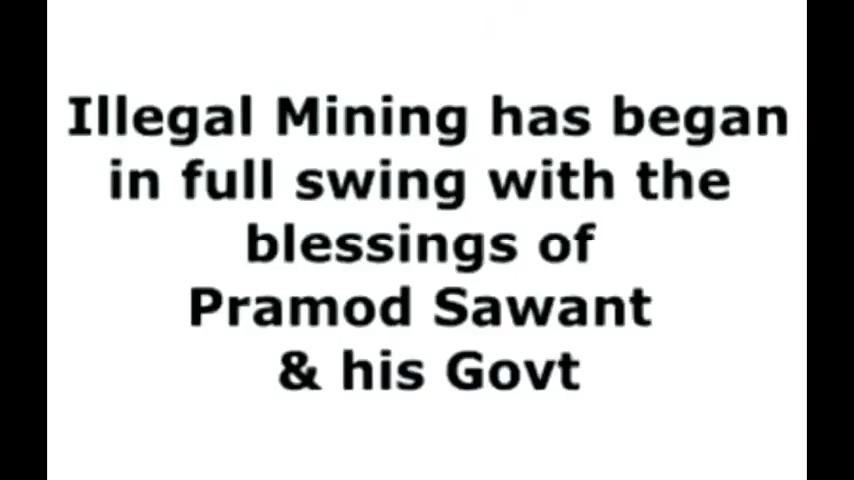 Illegal Mining has began
in full swing with the
blessings of
Pramod Sawant
& his Govt